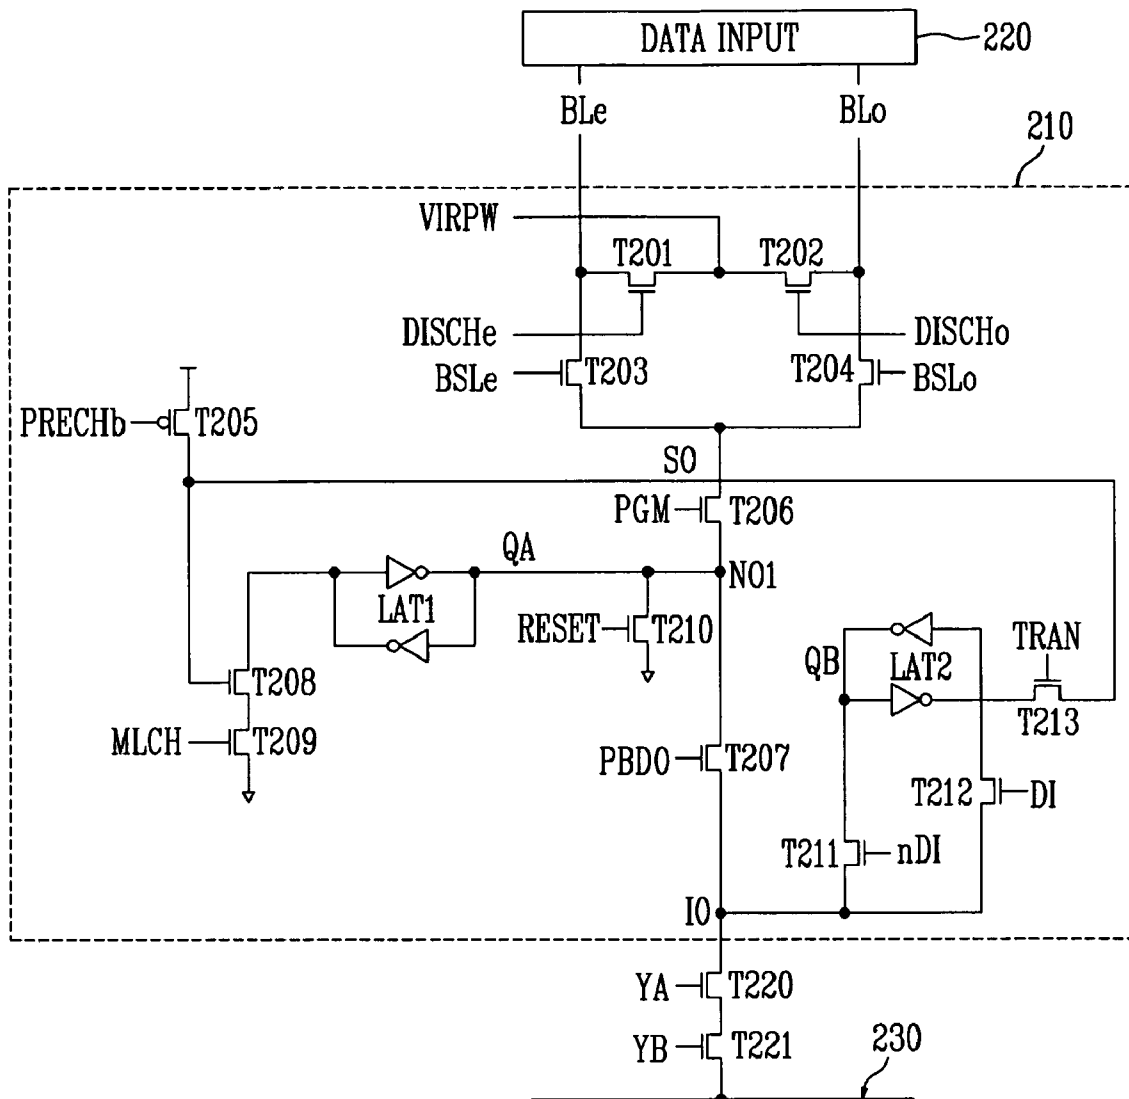 DATA INPUT
220
BLe
BLo
210
VIRPW
T201
T202
DISCHe
DISCHo
BSLe
T203
T204
BSLo
PRECHb
T205
SO
PGM
T206
QA
NO1
LAT1
RESET
T210
TRAN
QB
LAT2
T208
T213
MLCH
T209
PBDO
T207
T212
DI
T211
nDI
IO
YA
T220
YB
T221
230